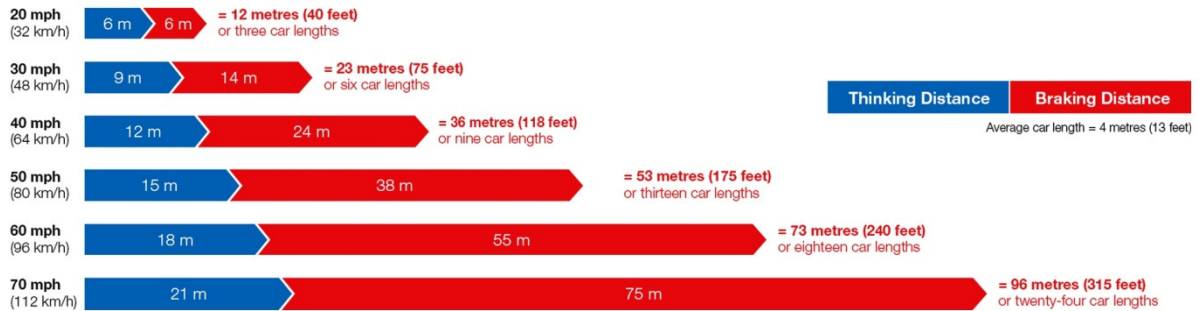 20 mph
(32 km/h)
6 m
6 m
= 12 metres (40 feet)
or three car lengths
30 mph
(48 km/h)
9 m
14 m
= 23 metres (75 feet)
or six car lengths
Thinking Distance
Braking Distance
Average car length = 4 metres (13 feet)
40 mph
(64 km/h)
12 m
24 m
= 36 metres (118 feet)
or nine car lengths
50 mph
(80 km/h)
15 m
38 m
= 53 metres (175 feet)
or thirteen car lengths
60 mph
(96 km/h)
18 m
55 m
= 73 metres (240 feet)
or eighteen car lengths
70 mph
(112 km/h)
21 m
75 m
= 96 metres (315 feet)
or twenty-four car lengths